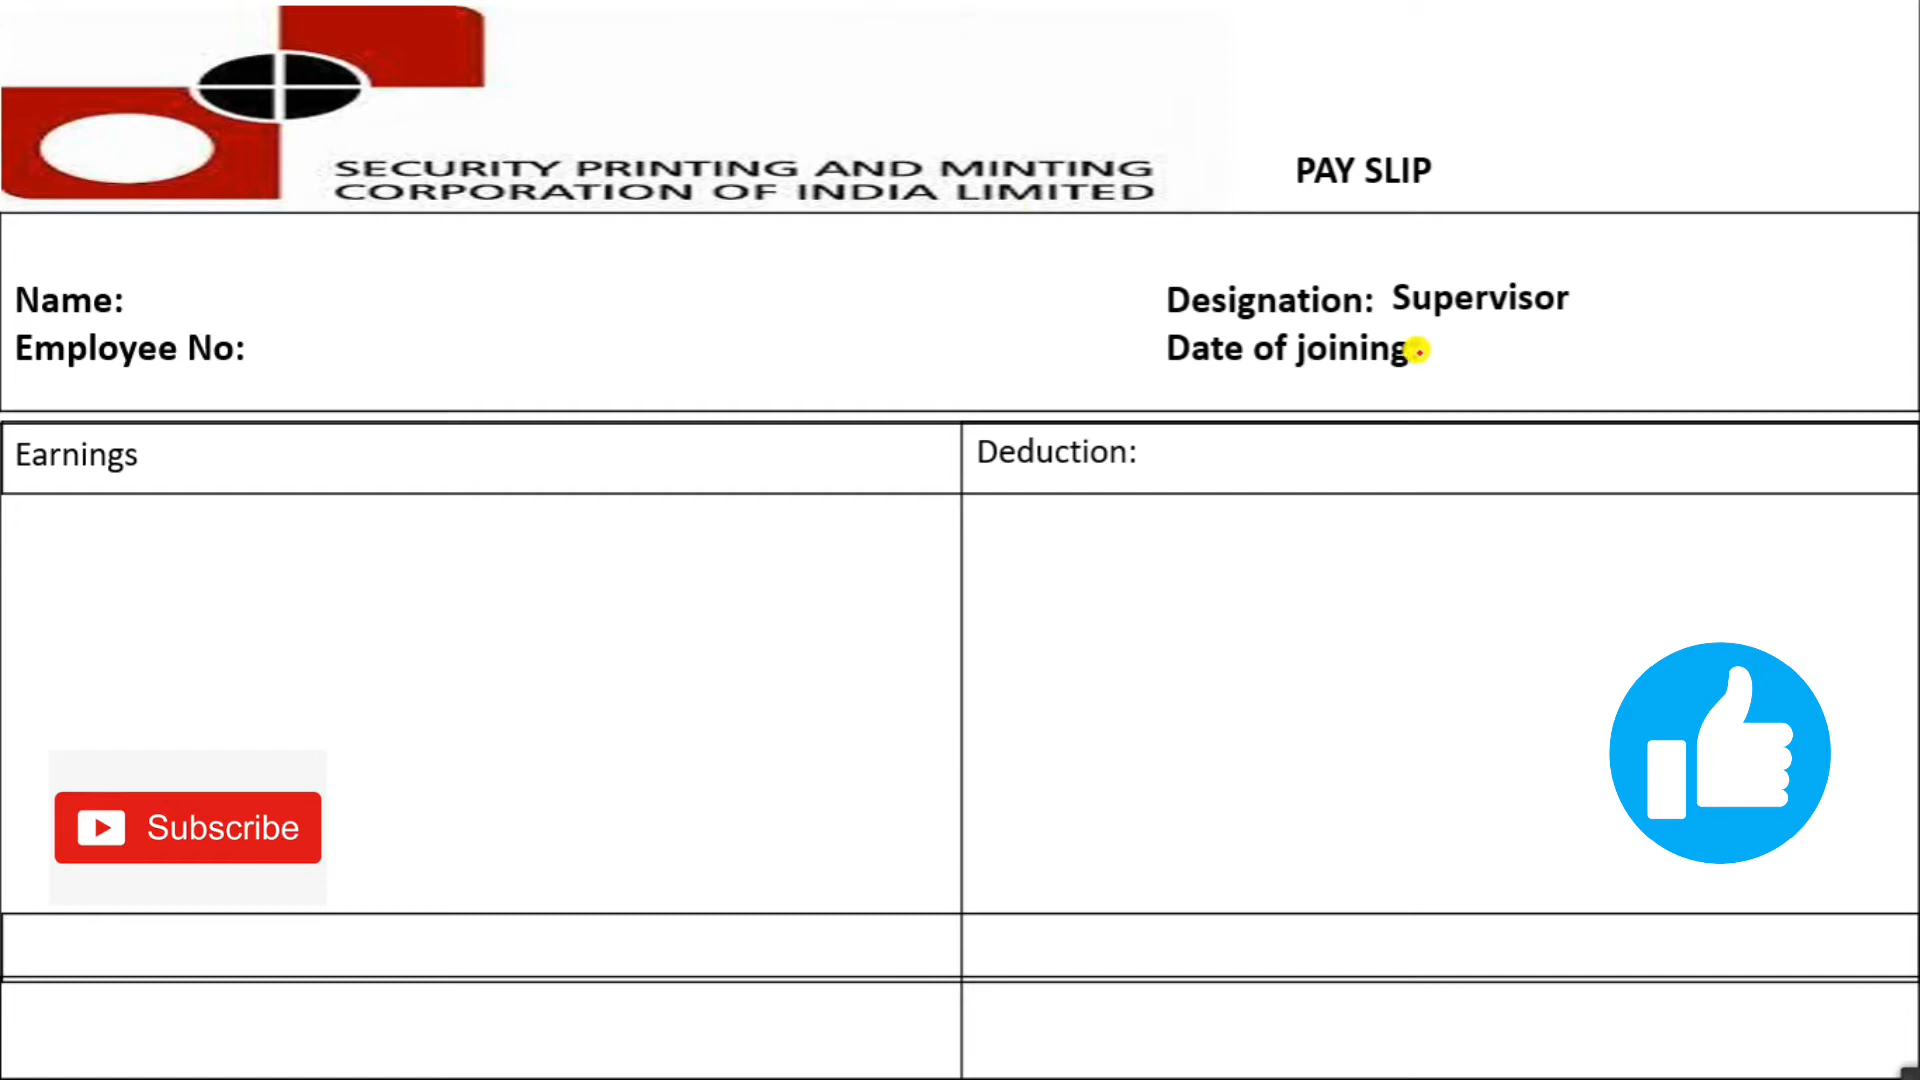 SECURITY PRINTING AND MINTING
CORPORATION OF INDIA LIMITED
PAY SLIP
Name:
Designation: Supervisor
Employee No:
Date of joining
Earnings
Deduction:
Subscribe